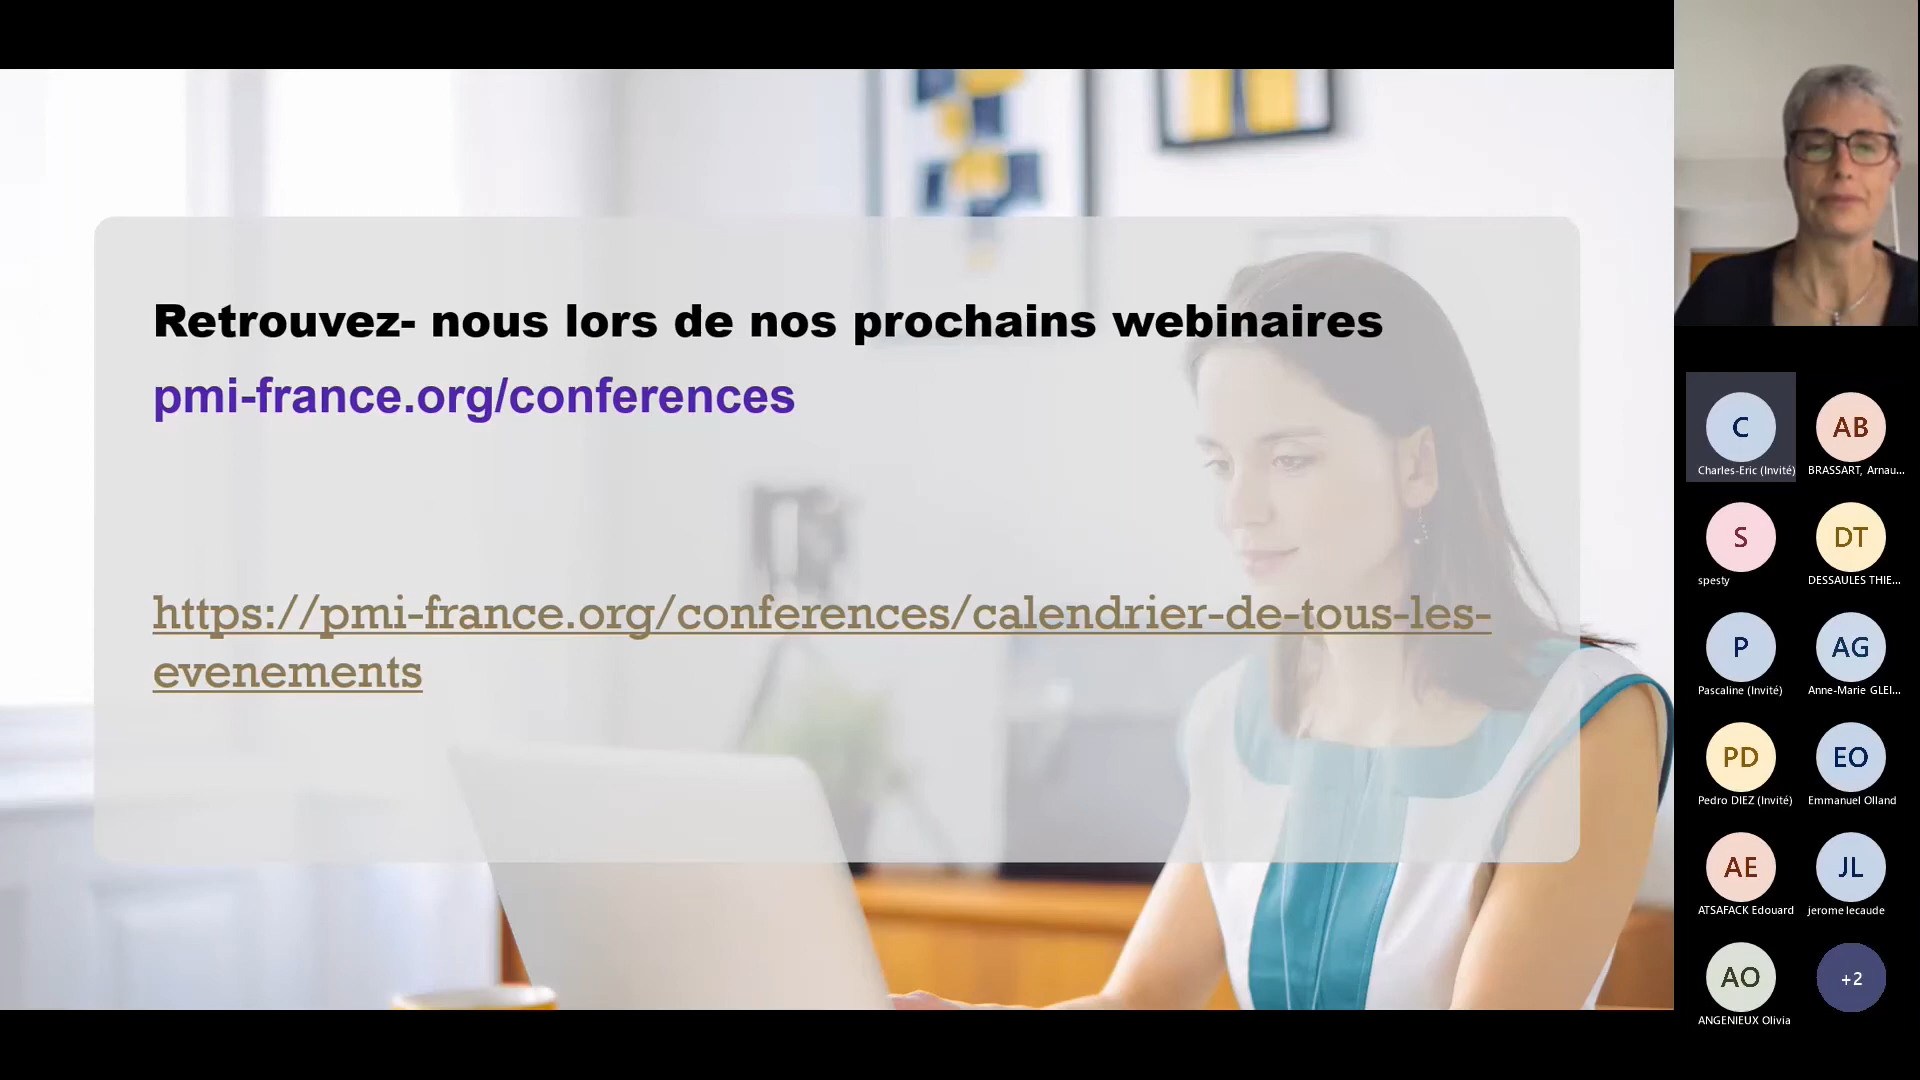 Retrouvez- nous lors de nos prochains webinaires
pmi-france.org/conferences
https://pmi-france.org/conferences/calendrier-de-tous-les-
evenements
C
Charles-Eric (Invité)
AB
BRASSART, Arnau...
S
spesty
DT
DESSAULES THIE...
P
Pascaline (Invité)
AG
Anne-Marie GLEI...
PD
Pedro DIEZ (Invité)
EO
Emmanuel Olland
AE
ATSAFACK Edouard
JL
jerome lecaude
AO
ANGENIEUX Olivia
+2